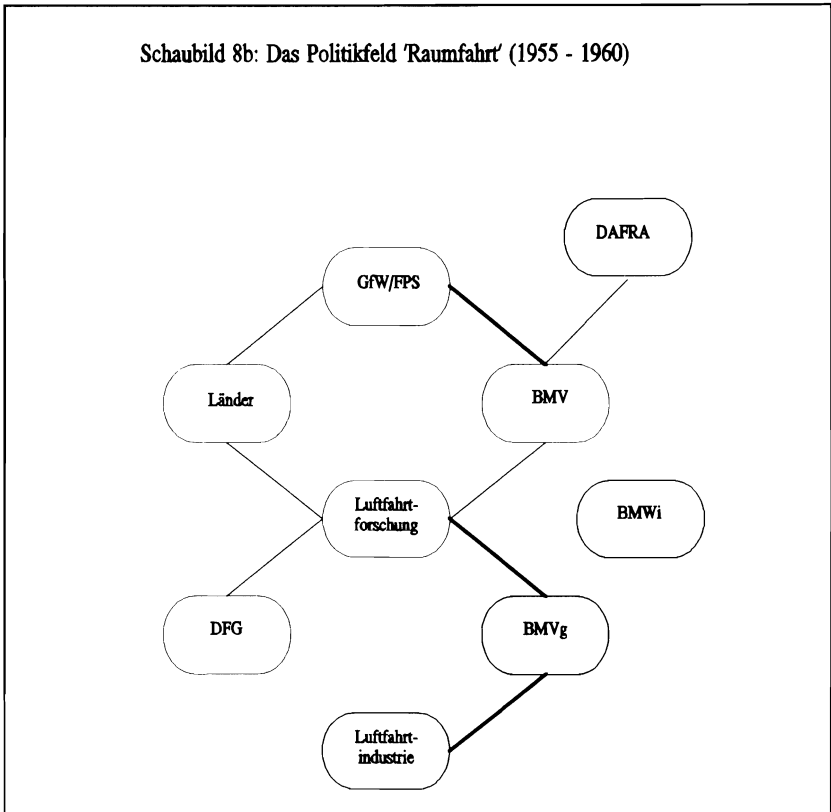 Schaubild 8b: Das Politikfeld 'Raumfahrt' (1955 - 1960)
DAFRA
GfW/FPS
Länder
BMV
Luftfahrt-
forschung
BMWi
DFG
BMVg
Luftfahrt-
industrie